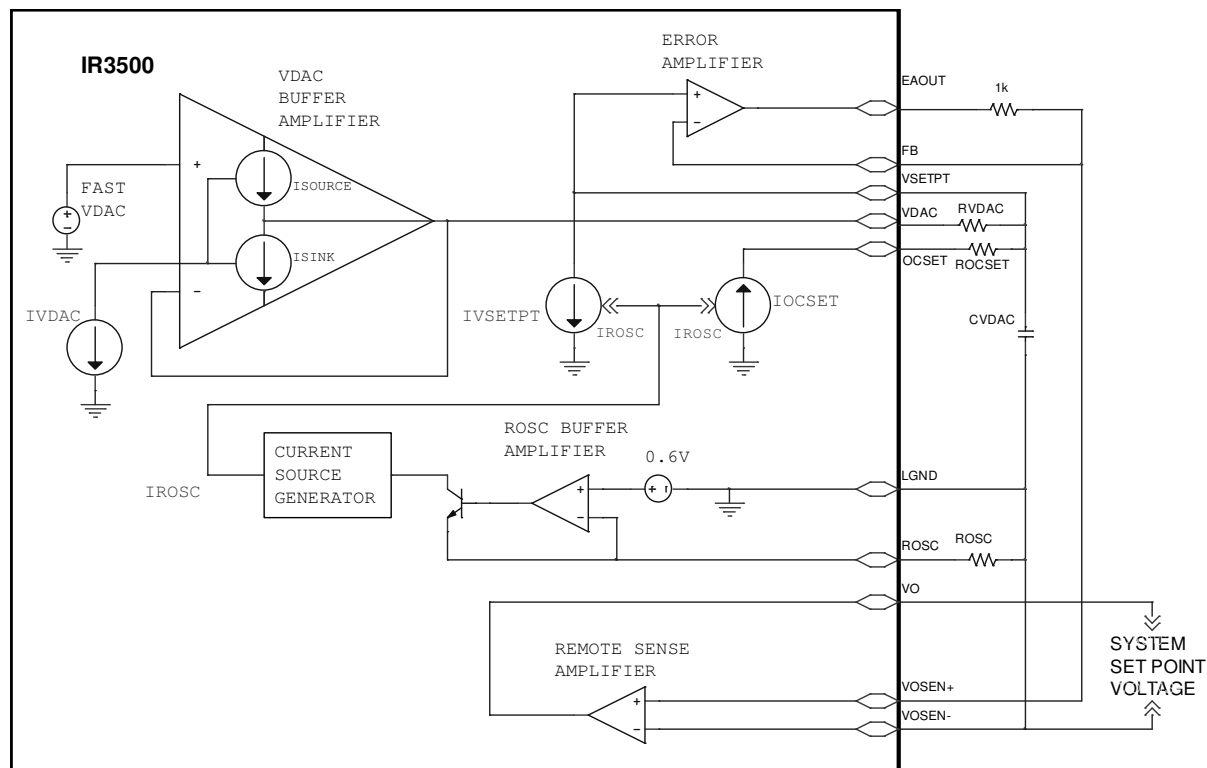 IR3500
VDAC
BUFFER
AMPLIFIER
ERROR
AMPLIFIER
EAOUT
1k
+
−
FB
VSETPT
+
ISOURCE
FAST
VDAC
+
−
VDAC
RVDAC
OCSET
ROCSET
ISINK
−
IVDAC
IVSETPT
IROSC
IROSC
IOCSET
CVDAC
ROSC BUFFER
AMPLIFIER
0.6V
CURRENT
SOURCE
GENERATOR
IROSC
+
−
+
LGND
ROSC
ROSC
VO
REMOTE SENSE
AMPLIFIER
SYSTEM
SET POINT
VOLTAGE
+
−
VOSEN+
VOSEN-